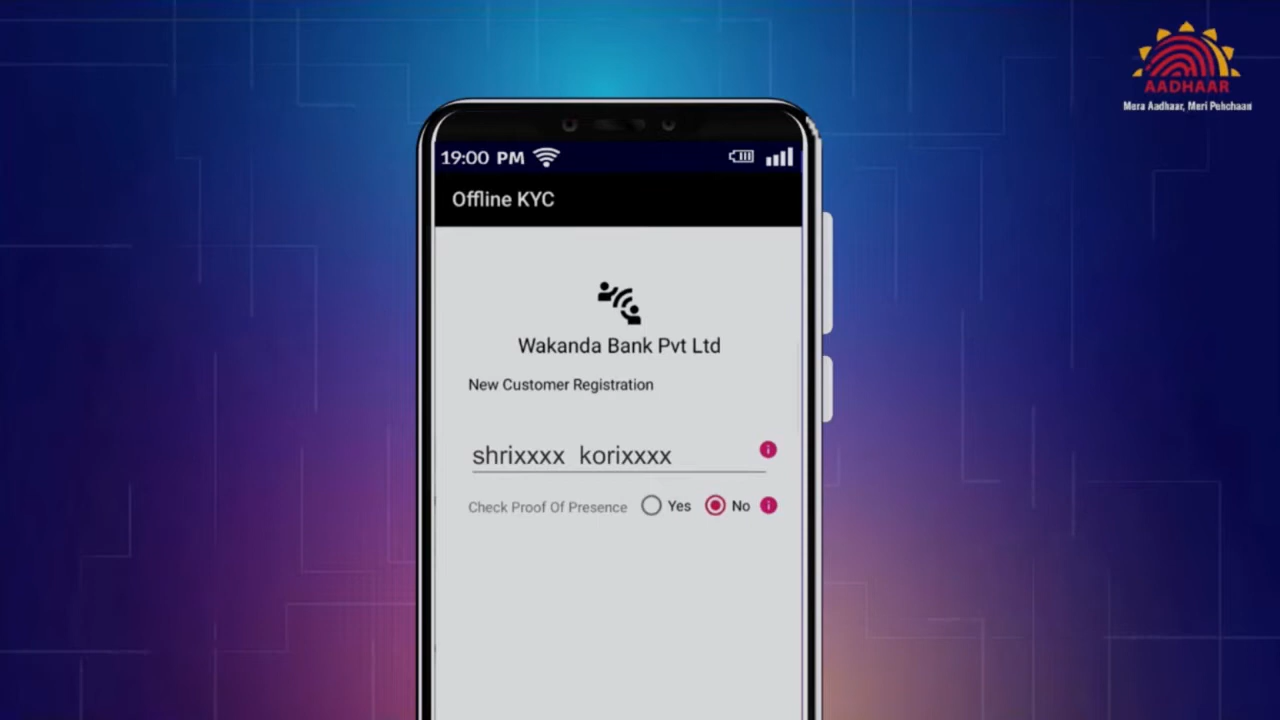 AADHAAR
Mera Aadhaar, Meri Pehchaan
19:00 PM
Offline KYC
Wakanda Bank Pvt Ltd
New Customer Registration
shrixxxx korixxxx
Check Proof Of Presence Yes No